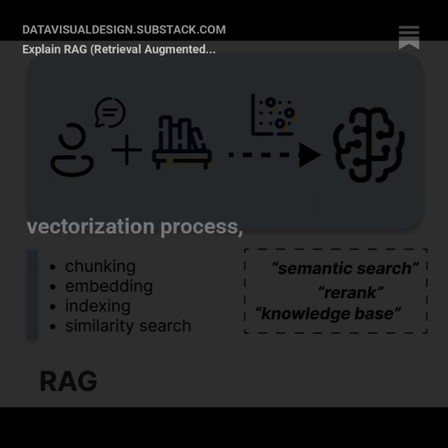 DATAVISUALDESIGN.SUBSTACK.COM
Explain RAG (Retrieval Augmented...
vectorization process,
• chunking
• embedding
• indexing
• similarity search
“semantic search”
“rerank”
“knowledge base”
RAG